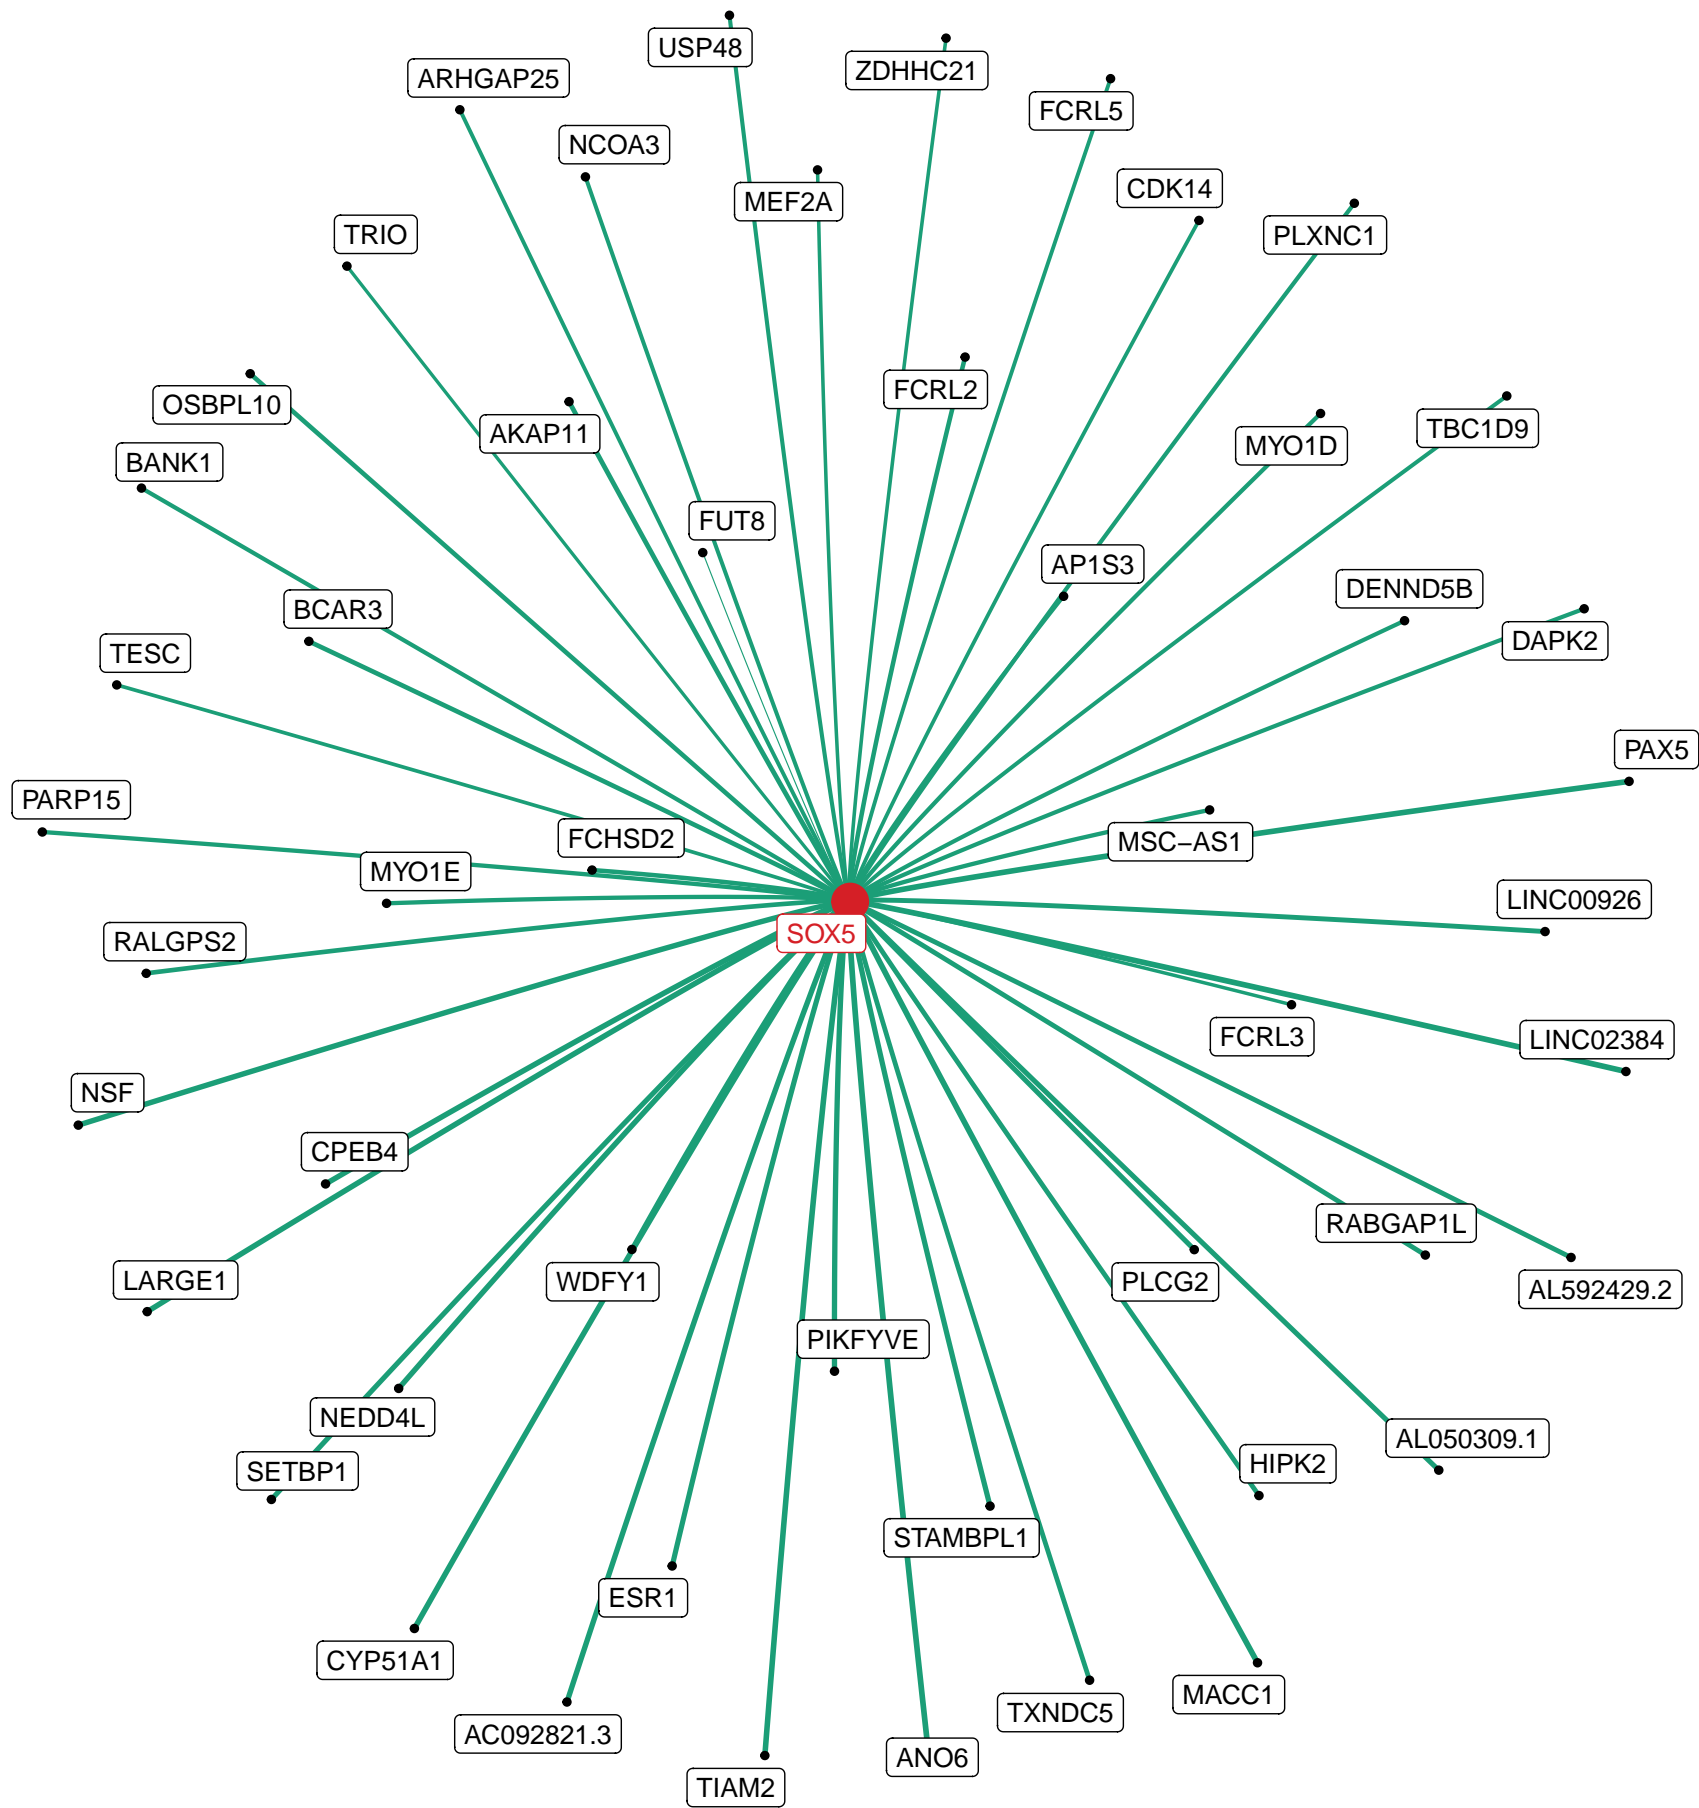 USP48
ZDHHC21
ARHGAP25
FCRL5
NCOA3
CDK14
MEF2A
TRIO
PLXNC1
FCRL2
OSBPL10
TBC1D9
AKAP11
MYO1D
BANK1
FUT8
AP1S3
DENND5B
BCAR3
DAPK2
TESC
PAX5
PARP15
FCHSD2
MSC−AS1
MYO1E
LINC00926
SOX5
RALGPS2
FCRL3
LINC02384
NSF
CPEB4
RABGAP1L
LARGE1
WDFY1
PLCG2
AL592429.2
PIKFYVE
NEDD4L
AL050309.1
HIPK2
SETBP1
STAMBPL1
ESR1
CYP51A1
MACC1
TXNDC5
AC092821.3
ANO6
TIAM2